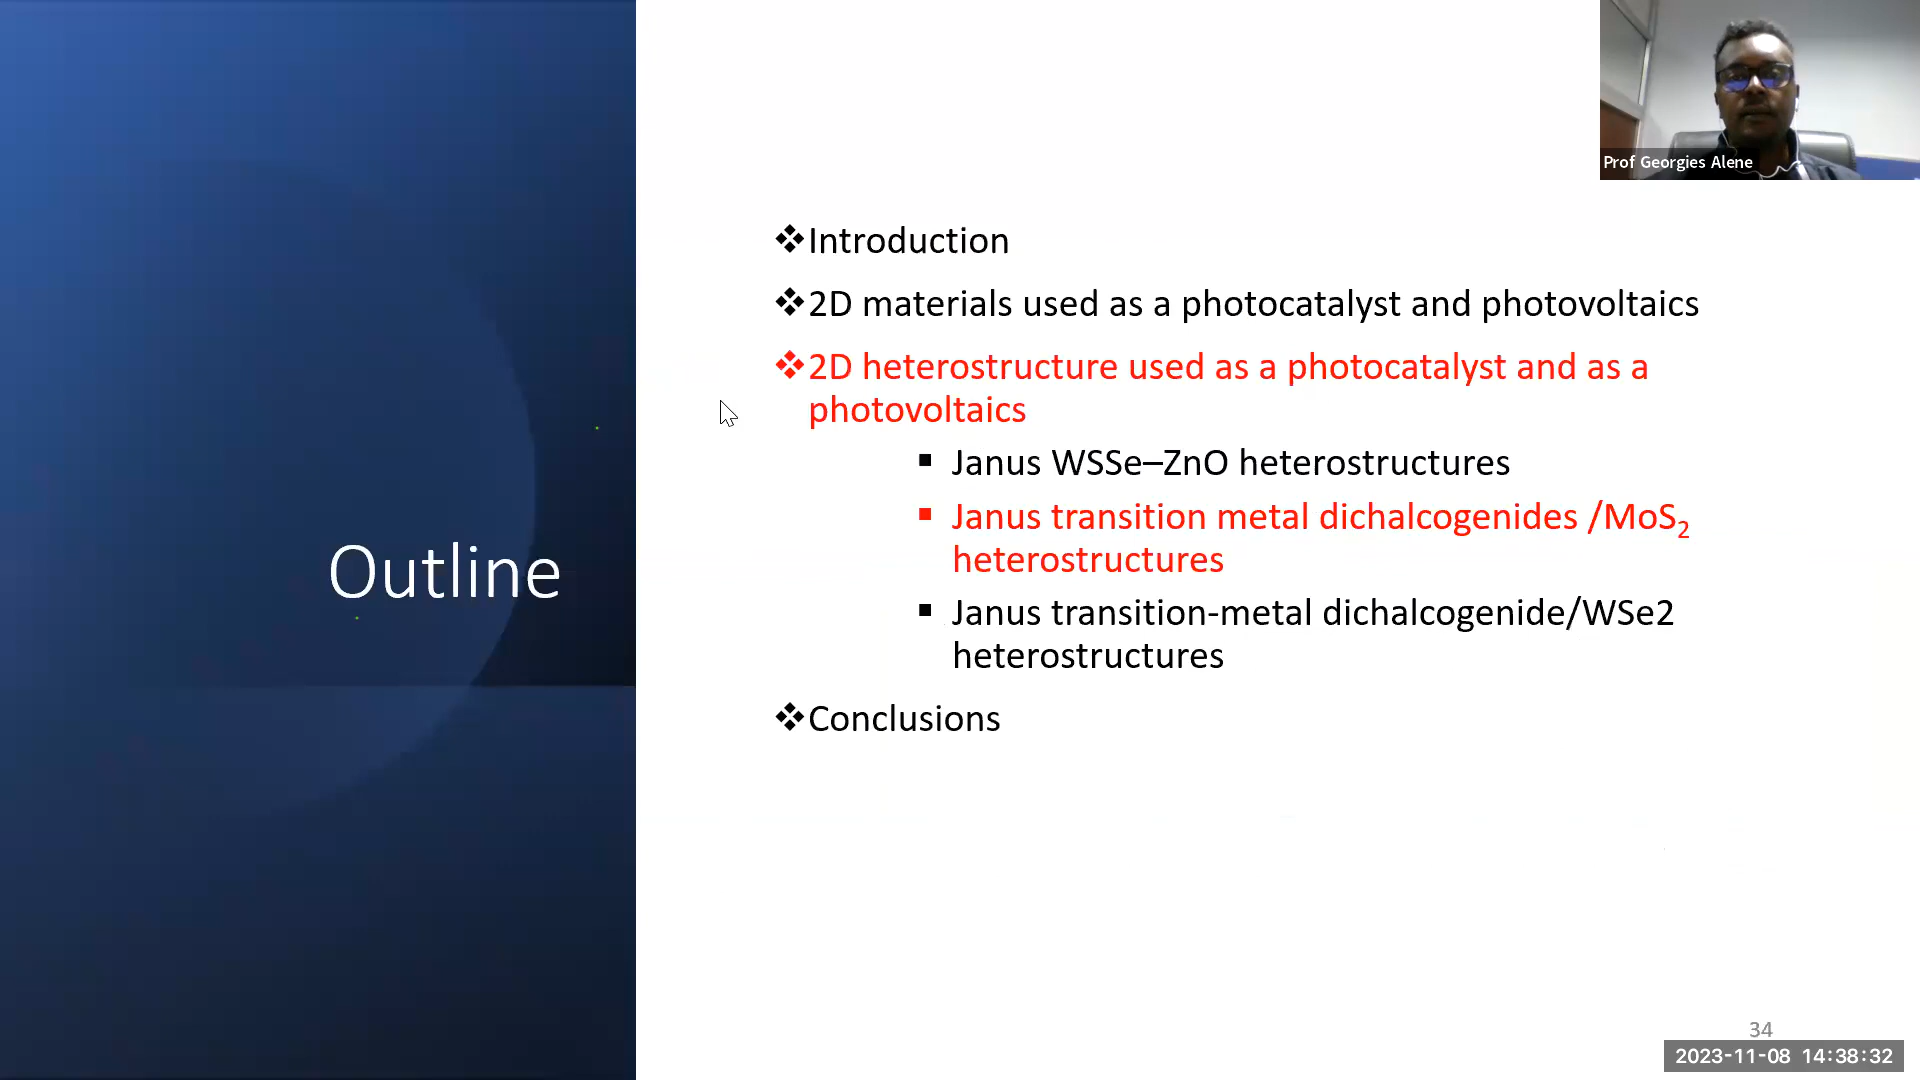 Prof Georgies Alene
❖Introduction
❖2D materials used as a photocatalyst and photovoltaics
❖2D heterostructure used as a photocatalyst and as a
photovoltaics
▪ Janus WSSe–ZnO heterostructures
▪ Janus transition metal dichalcogenides /MoS₂
heterostructures
▪ Janus transition-metal dichalcogenide/WSe2
heterostructures
❖Conclusions
Outline
34
2023-11-08 14:38:32